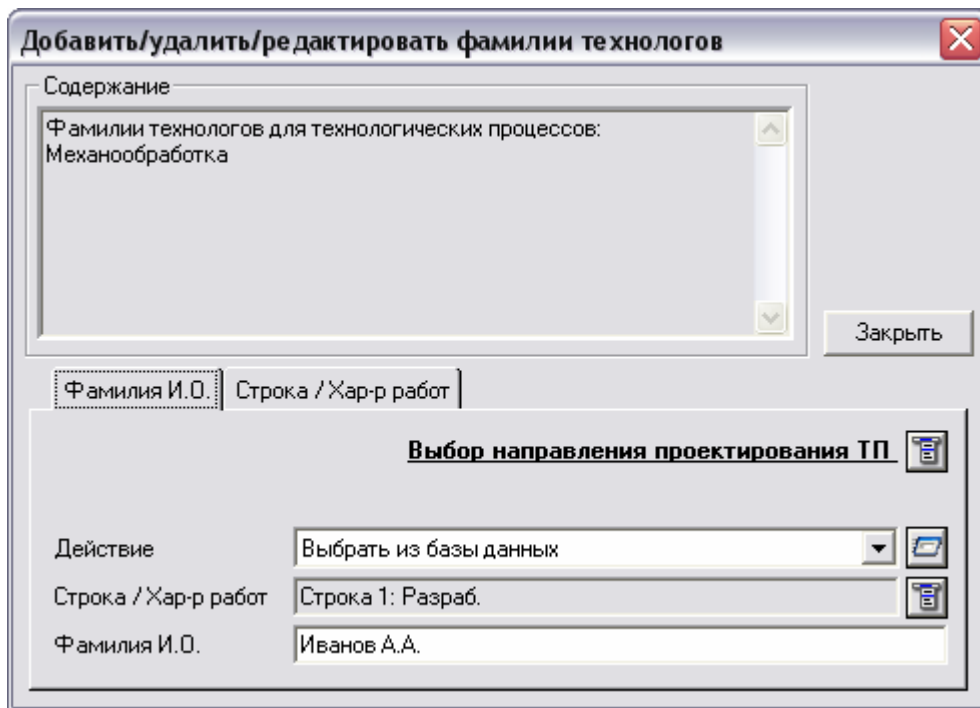 Добавить/удалить/редактировать фамилии технологов
Содержание
Фамилии технологов для технологических процессов:
Механообработка
Закрыть
Фамилия И.О. Строка / Хар-р работ
Выбор направления проектирования ТП
Действие Выбрать из базы данных
Строка / Хар-р работ Строка 1: Разраб.
Фамилия И.О. Иванов А.А.